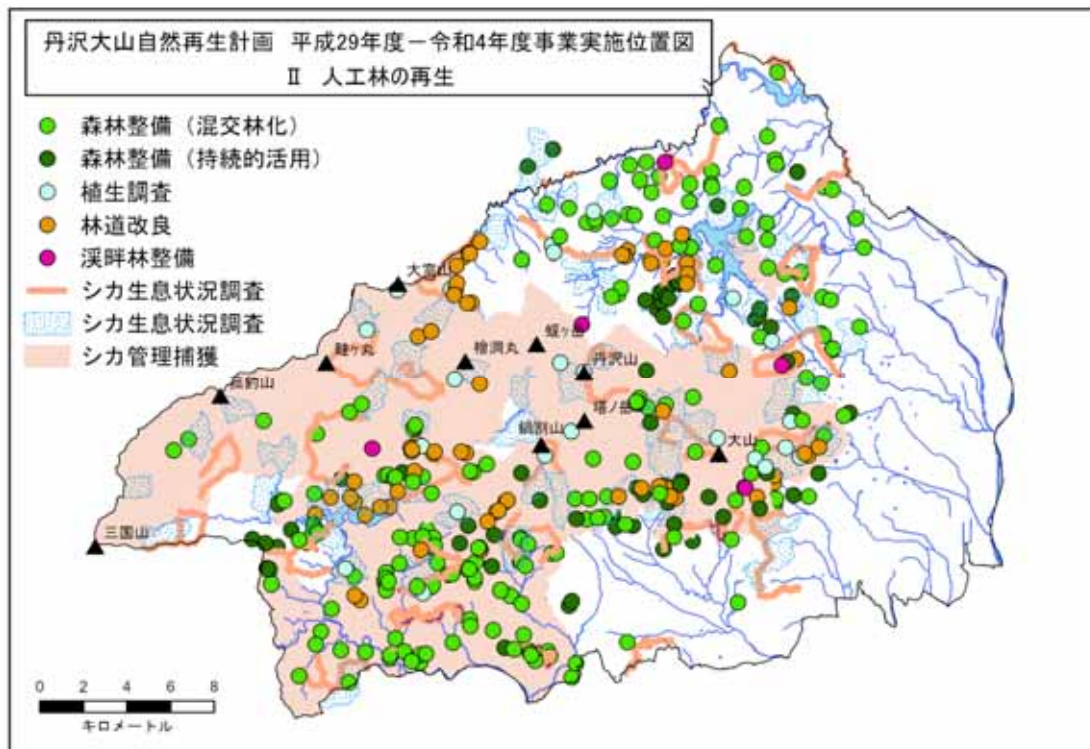 丹沢大山自然再生計画 平成29年度－令和4年度事業実施位置図
Ⅱ 人工林の再生
森林整備（混交林化）
森林整備（持続的活用）
植生調査
林道改良
渓畔林整備
シカ生息状況調査
シカ生息状況調査
シカ管理捕獲
大室山
蛭ヶ岳
畦ヶ丸
檜洞丸
丹沢山
菰釣山
塔ノ岳
鍋割山
大山
三国山
0 2 4 6 8
キロメートル